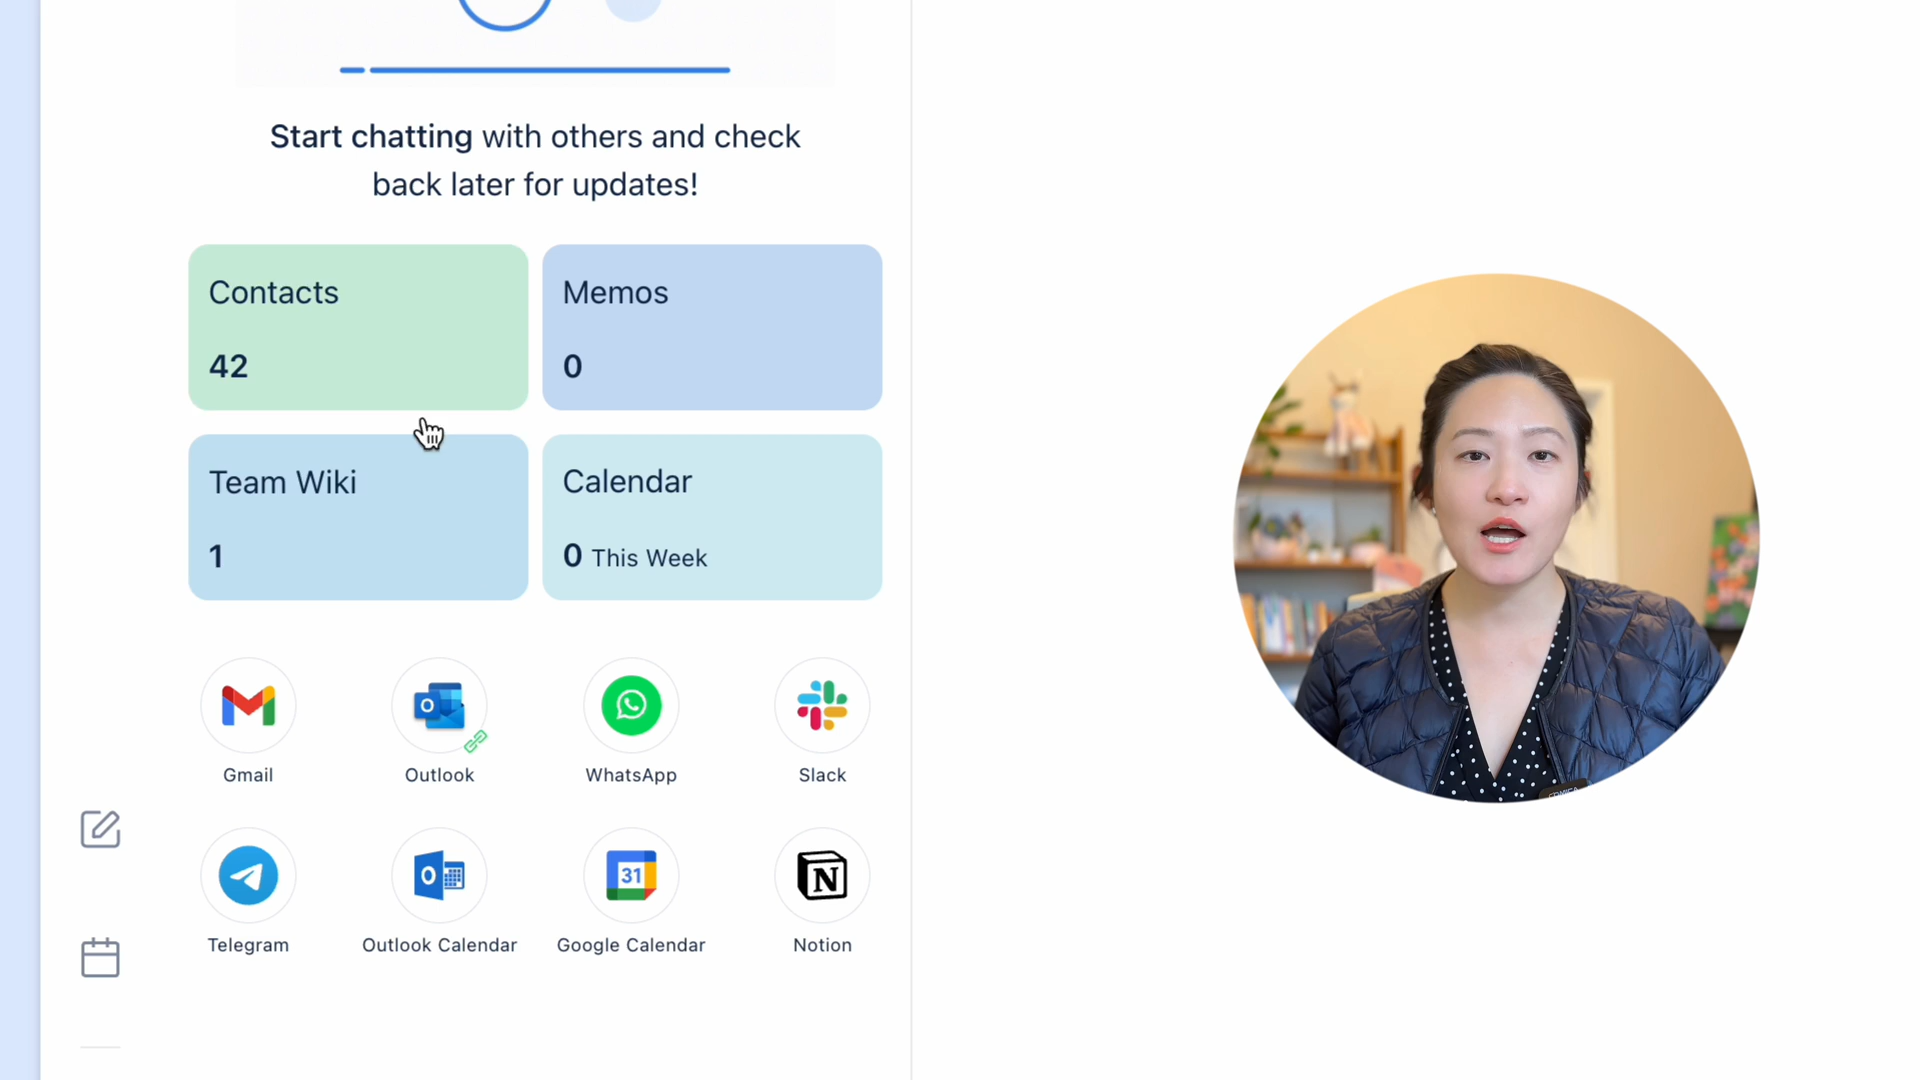 Start chatting with others and check
back later for updates!
Contacts
42
Memos
0
Team Wiki
1
Calendar
0 This Week
Gmail
Outlook
WhatsApp
Slack
Telegram
Outlook Calendar
31
Google Calendar
Notion